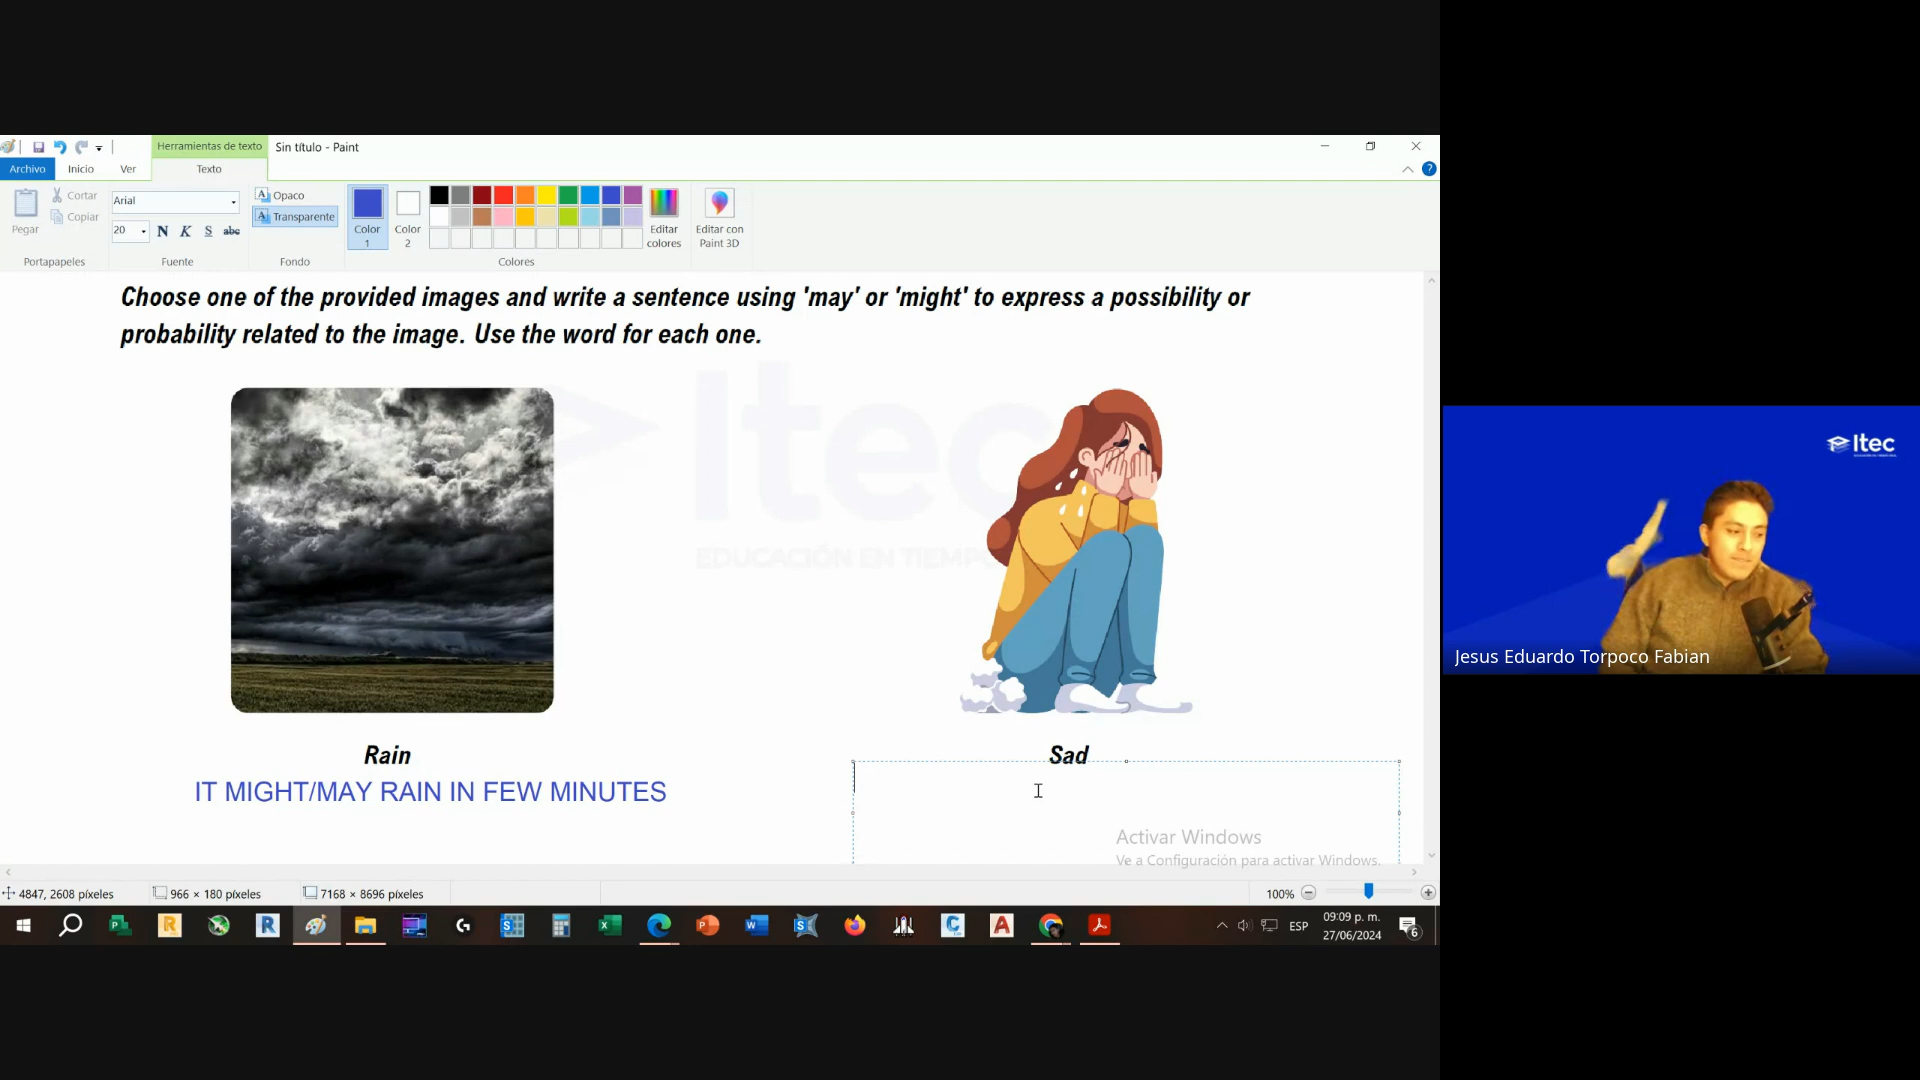 Herramientas de texto
Sin título - Paint
Archivo
Inicio
Ver
Texto
Pegar
Cortar
Copiar
Portapapeles
Arial
20
N K S abc
Fuente
Opaco
Transparente
Fondo
Color
1
Color
2
Colores
Editar
colores
Editar con
Paint 3D
Choose one of the provided images and write a sentence using 'may' or 'might' to express a possibility or
probability related to the image. Use the word for each one.
Itec
EDUCACIÓN EN TIEMPO
Rain
IT MIGHT/MAY RAIN IN FEW MINUTES
Sad
Activar Windows
Ve a Configuración para activar Windows.
4847, 2608 píxeles
966 × 180 píxeles
7168 × 8696 píxeles
100%
ESP
09:09 p. m.
27/06/2024
6
Itec
Jesus Eduardo Torpoco Fabian